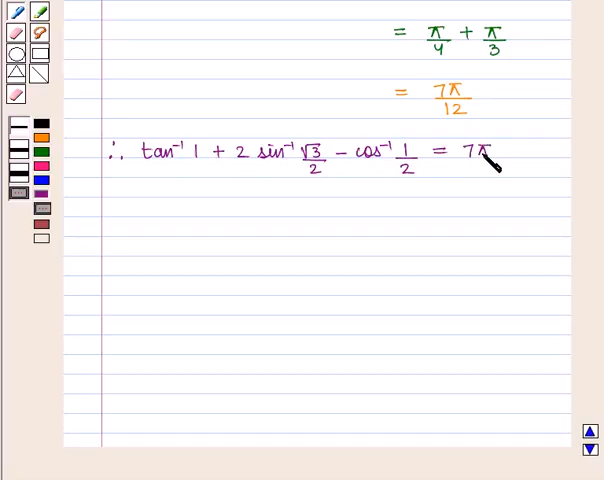 = π/4 + π/3
= 7π/12
∴ tan⁻¹ 1 + 2 sin⁻¹ √3/2 − cos⁻¹ 1/2 = 7π